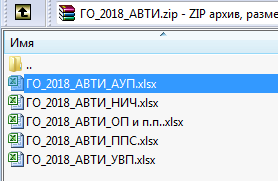 ГО_2018_АВТИ.zip - ZIP архив, разме
Имя
..
ГО_2018_АВТИ_АУП.xlsx
ГО_2018_АВТИ_НИЧ.xlsx
ГО_2018_АВТИ_ОП и п.п..xlsx
ГО_2018_АВТИ_ППС.xlsx
ГО_2018_АВТИ_УВП.xlsx